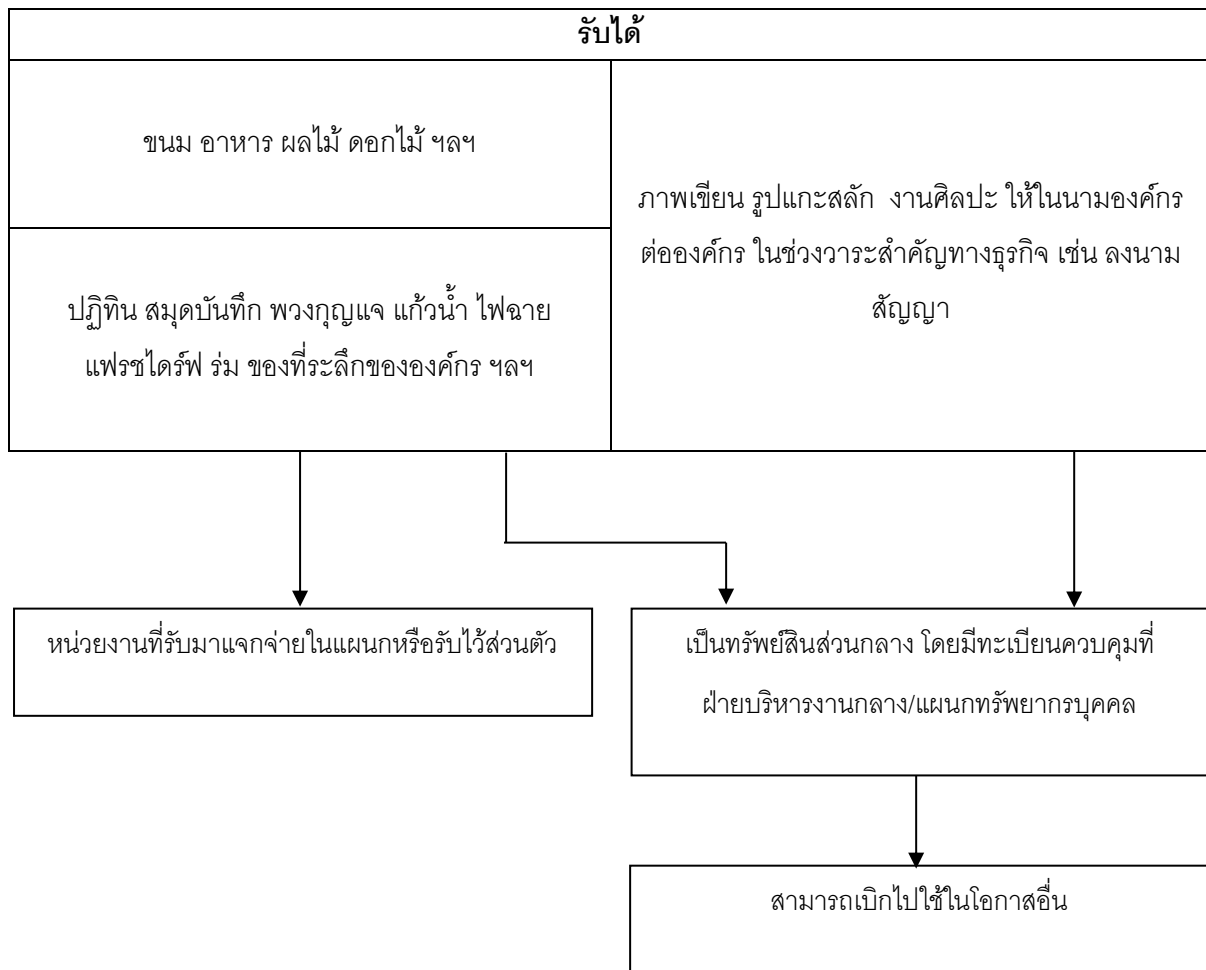 รับได้
ขนม อาหาร ผลไม้ ดอกไม้ ฯลฯ
ปฏิทิน สมุดบันทึก พวงกุญแจ แก้วน้ำ ไฟฉาย
แฟรชไดร์ฟ ร่ม ของที่ระลึกขององค์กร ฯลฯ
ภาพเขียน รูปแกะสลัก งานศิลปะ ให้ในนามองค์กร
ต่อองค์กร ในช่วงวาระสำคัญทางธุรกิจ เช่น ลงนาม
สัญญา
หน่วยงานที่รับมาแจกจ่ายในแผนกหรือรับไว้ส่วนตัว
เป็นทรัพย์สินส่วนกลาง โดยมีทะเบียนควบคุมที่
ฝ่ายบริหารงานกลาง/แผนกทรัพยากรบุคคล
สามารถเบิกไปใช้ในโอกาสอื่น